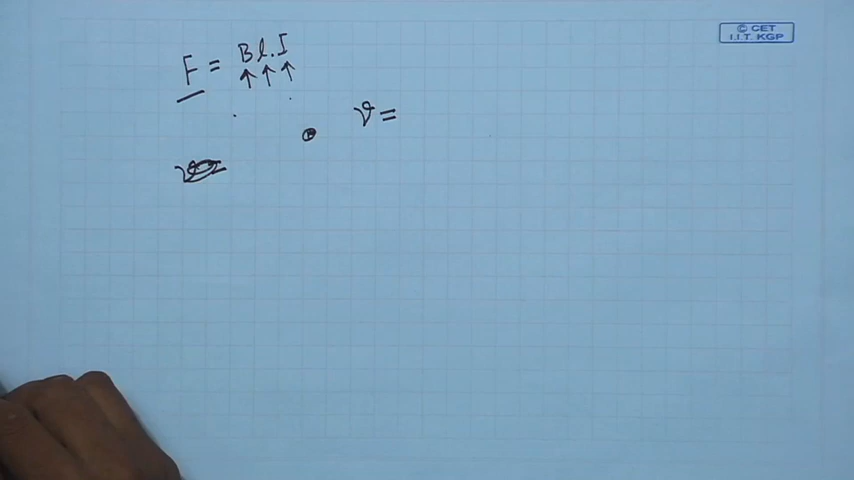 © CET
I.I.T. KGP
F = Bl.I
v =